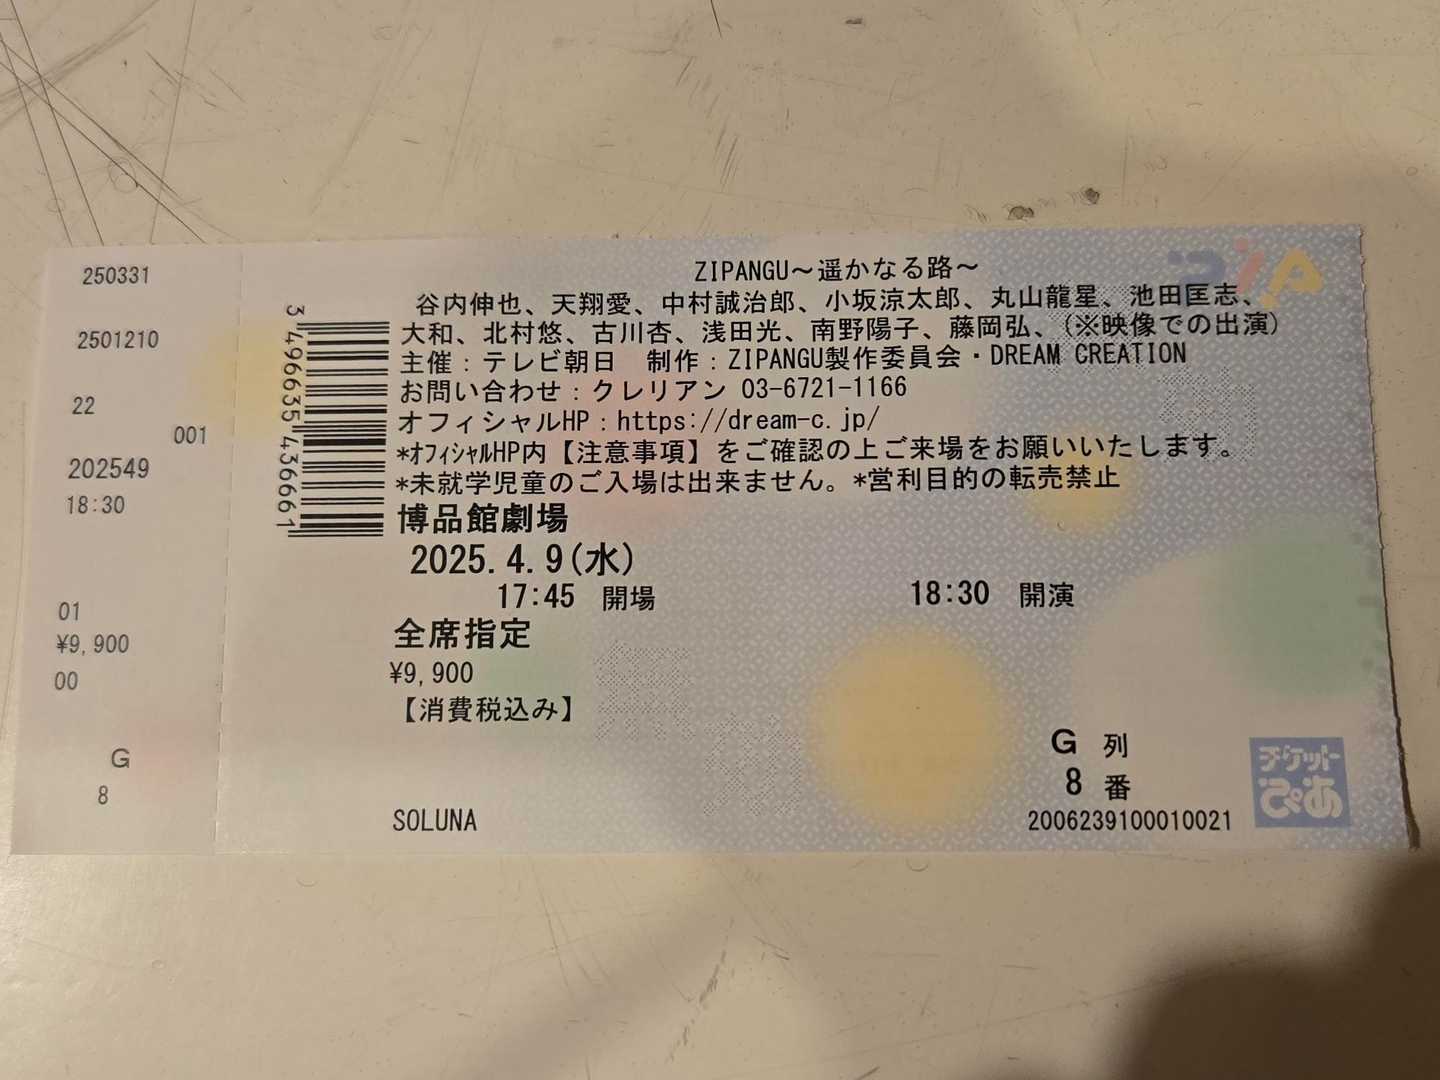 250331
2501210
22
001
202549
18:30
01
¥9,900
00
G
8
3496635436661
PIA
ZIPANGU～遥かなる路～
谷内伸也、天翔愛、中村誠治郎、小坂涼太郎、丸山龍星、池田匡志、
大和、北村悠、古川杏、浅田光、南野陽子、藤岡弘、（※映像での出演）
主催：テレビ朝日　制作：ZIPANGU製作委員会・DREAM CREATION
お問い合わせ：クレリアン 03-6721-1166
オフィシャルHP：https://dream-c.jp/
*ｵﾌｨｼｬﾙHP内【注意事項】をご確認の上ご来場をお願いいたします。
*未就学児童のご入場は出来ません。*営利目的の転売禁止
博品館劇場
2025.4.9(水)
17:45 開場　18:30 開演
全席指定
¥9,900
【消費税込み】
G 列
8 番
SOLUNA
2006239100010021
チケット
ぴあ